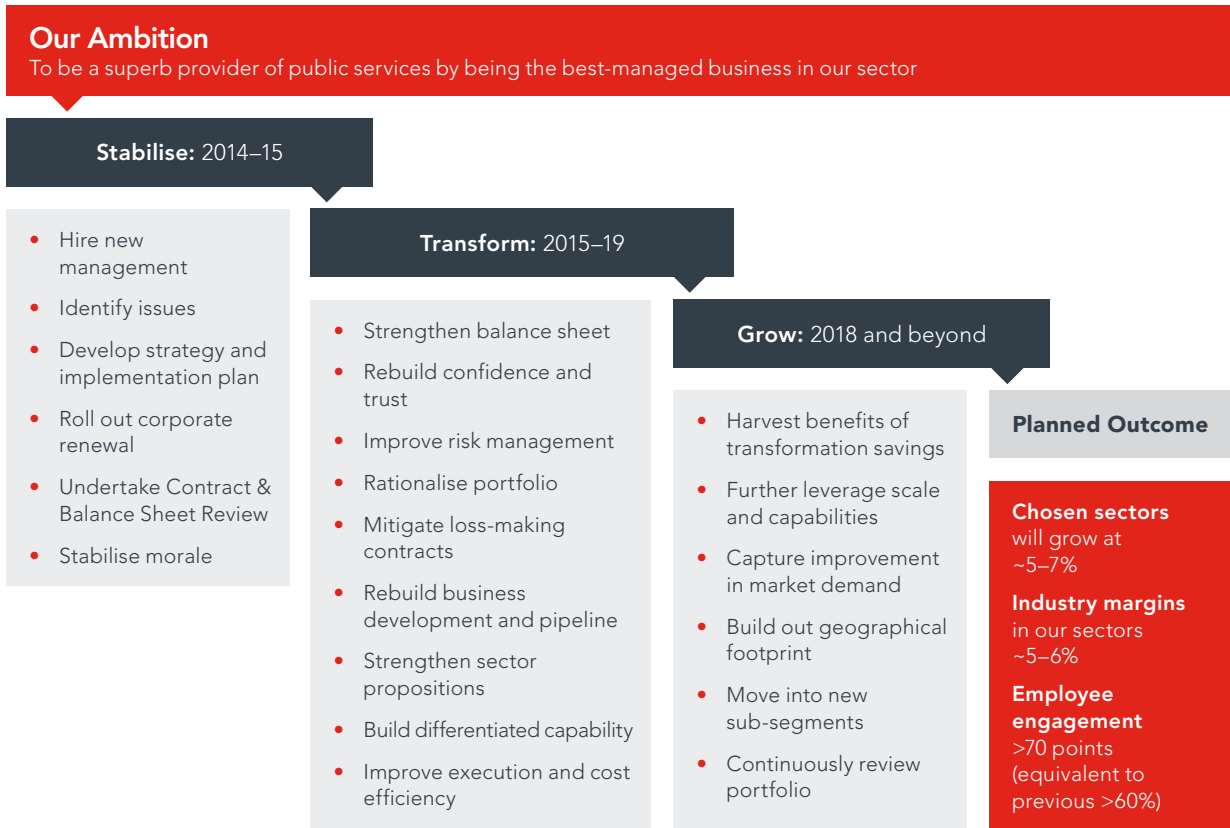 Our Ambition
To be a superb provider of public services by being the best-managed business in our sector
Stabilise: 2014–15
• Hire new
management
• Identify issues
• Develop strategy and
implementation plan
• Roll out corporate
renewal
• Undertake Contract &
Balance Sheet Review
• Stabilise morale
Transform: 2015–19
• Strengthen balance sheet
• Rebuild confidence and
trust
• Improve risk management
• Rationalise portfolio
• Mitigate loss-making
contracts
• Rebuild business
development and pipeline
• Strengthen sector
propositions
• Build differentiated capability
• Improve execution and cost
efficiency
Grow: 2018 and beyond
• Harvest benefits of
transformation savings
• Further leverage scale
and capabilities
• Capture improvement
in market demand
• Build out geographical
footprint
• Move into new
sub-segments
• Continuously review
portfolio
Planned Outcome
Chosen sectors
will grow at
~5–7%
Industry margins
in our sectors
~5–6%
Employee
engagement
>70 points
(equivalent to
previous >60%)